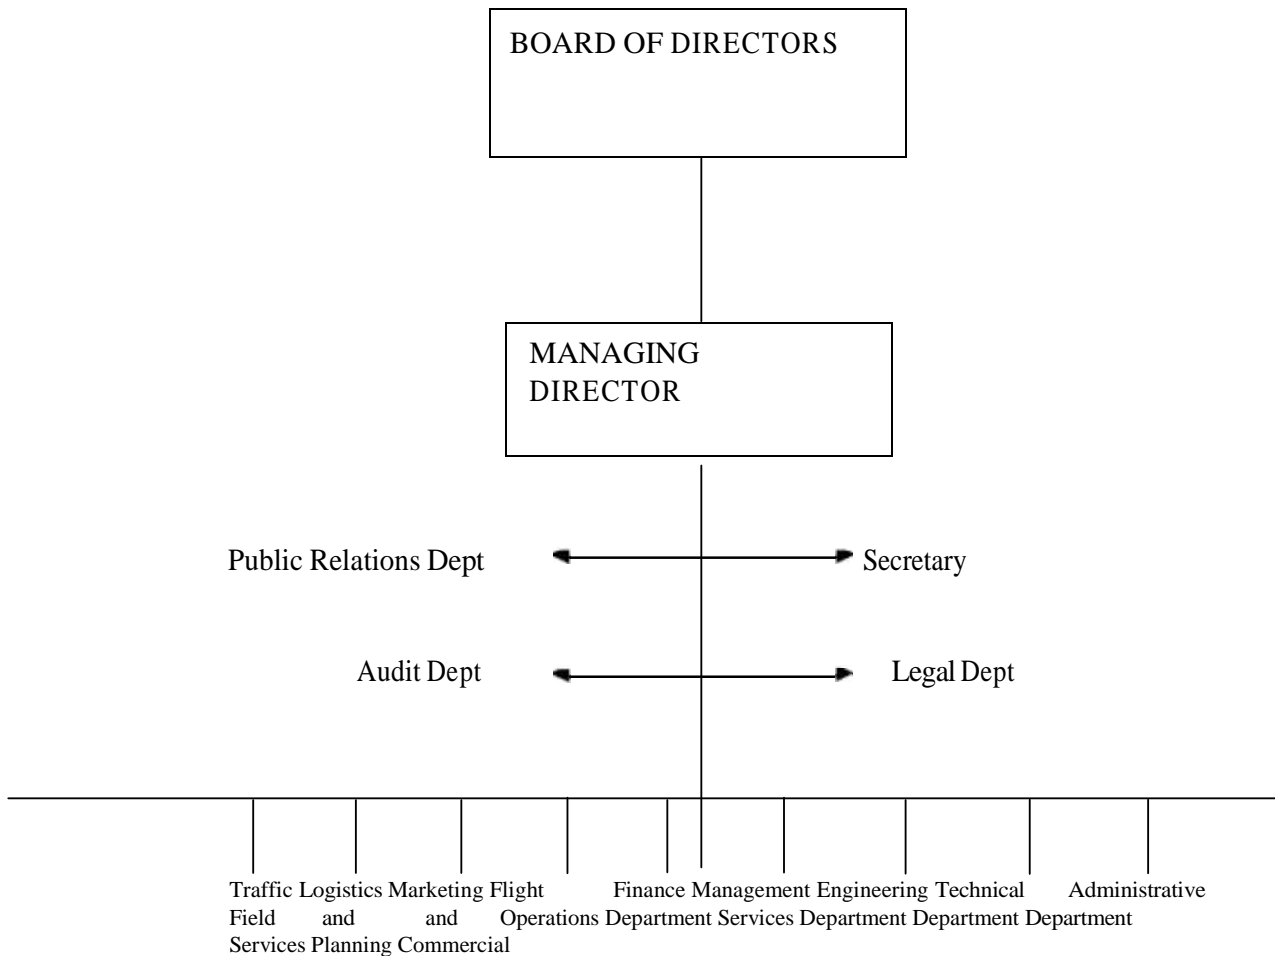 BOARD OF DIRECTORS
MANAGING
DIRECTOR
Public Relations Dept
Secretary
Audit Dept
Legal Dept
Traffic Logistics Marketing Flight Finance Management Engineering Technical Administrative
Field and and Operations Department Services Department Department Department
Services Planning Commercial